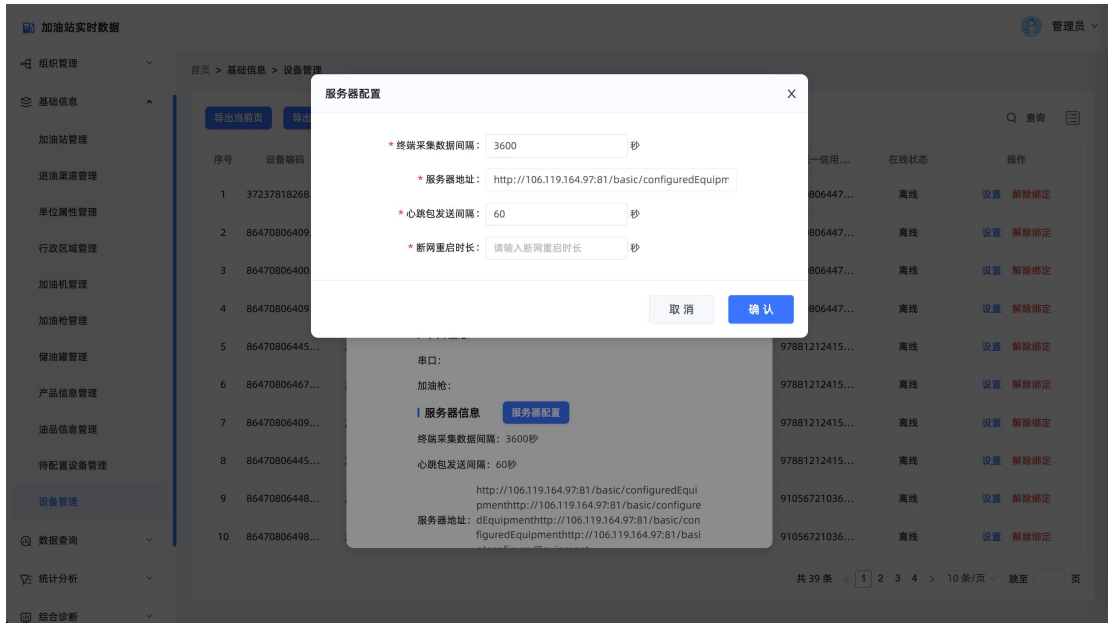 加油站实时数据
管理员
组织管理
首页 > 基础信息 > 设备管理
服务器配置
X
基础信息
导出当前页
导出
查询
* 终端采集数据间隔: 3600 秒
加油站管理
序号 设备编码 一信用... 在线状态 操作
进油渠道管理
* 服务器地址: http://106.119.164.97:81/basic/configuredEquipm
1 37237818268 806447... 离线 设置 解除绑定
单位属性管理
* 心跳包发送间隔: 60 秒
2 86470806409 806447... 离线 设置 解除绑定
行政区域管理
* 断网重启时长: 请输入断网重启时长 秒
3 86470806400 806447... 离线 设置 解除绑定
加油机管理
取消 确认
4 86470806409 806447... 离线 设置 解除绑定
加油枪管理
5 86470806445... 97881212415... 离线 设置 解除绑定
储油罐管理
串口:
6 86470806467... 97881212415... 离线 设置 解除绑定
加油枪:
产品信息管理
服务器信息 服务器配置
7 86470806409... 97881212415... 离线 设置 解除绑定
油品信息管理
终端采集数据间隔: 3600秒
8 86470806445... 97881212415... 离线 设置 解除绑定
待配置设备管理
心跳包发送间隔: 60秒
9 86470806448... 91056721036... 离线 设置 解除绑定
设备管理
http://106.119.164.97:81/basic/configuredEqui
pmenthttp://106.119.164.97:81/basic/configure
服务器地址: dEquipmenthttp://106.119.164.97:81/basic/con
figuredEquipmenthttp://106.119.164.97:81/basi
10 86470806498... 91056721036... 离线 设置 解除绑定
数据查询
统计分析
共 39 条 < 1 2 3 4 > 10 条/页 跳至 页
综合诊断